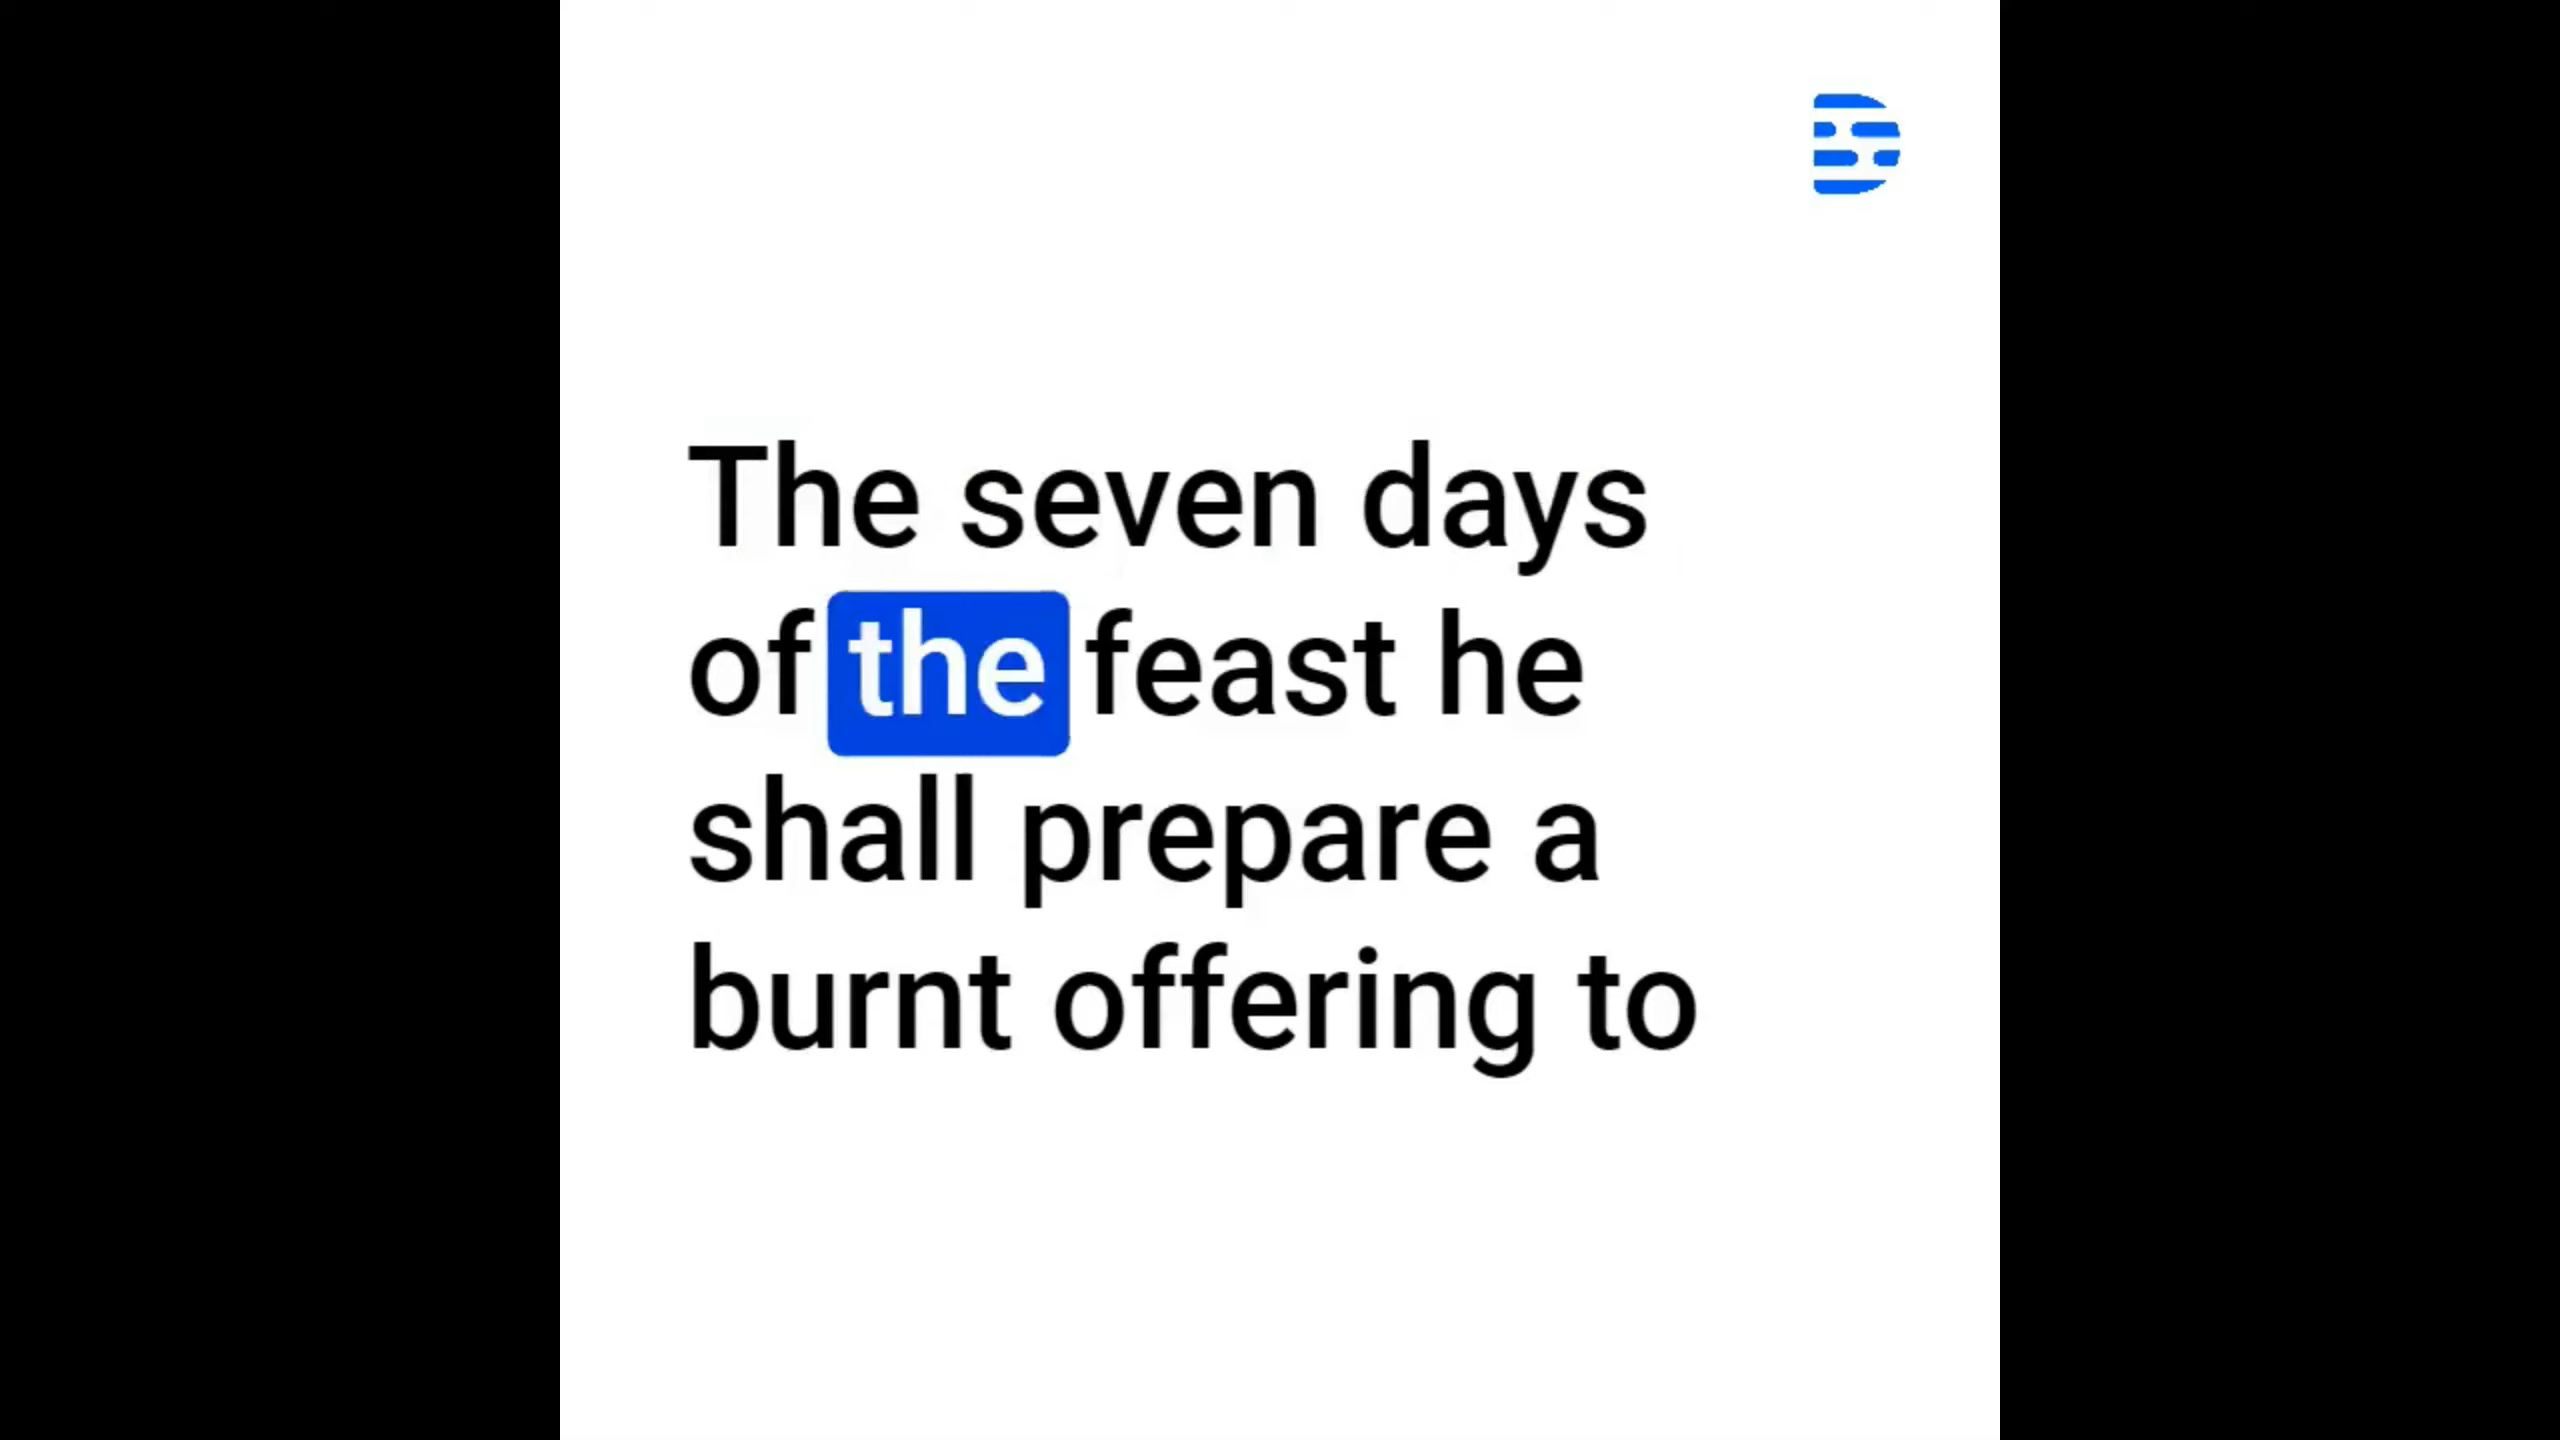 The seven days
of the feast he
shall prepare a
burnt offering to